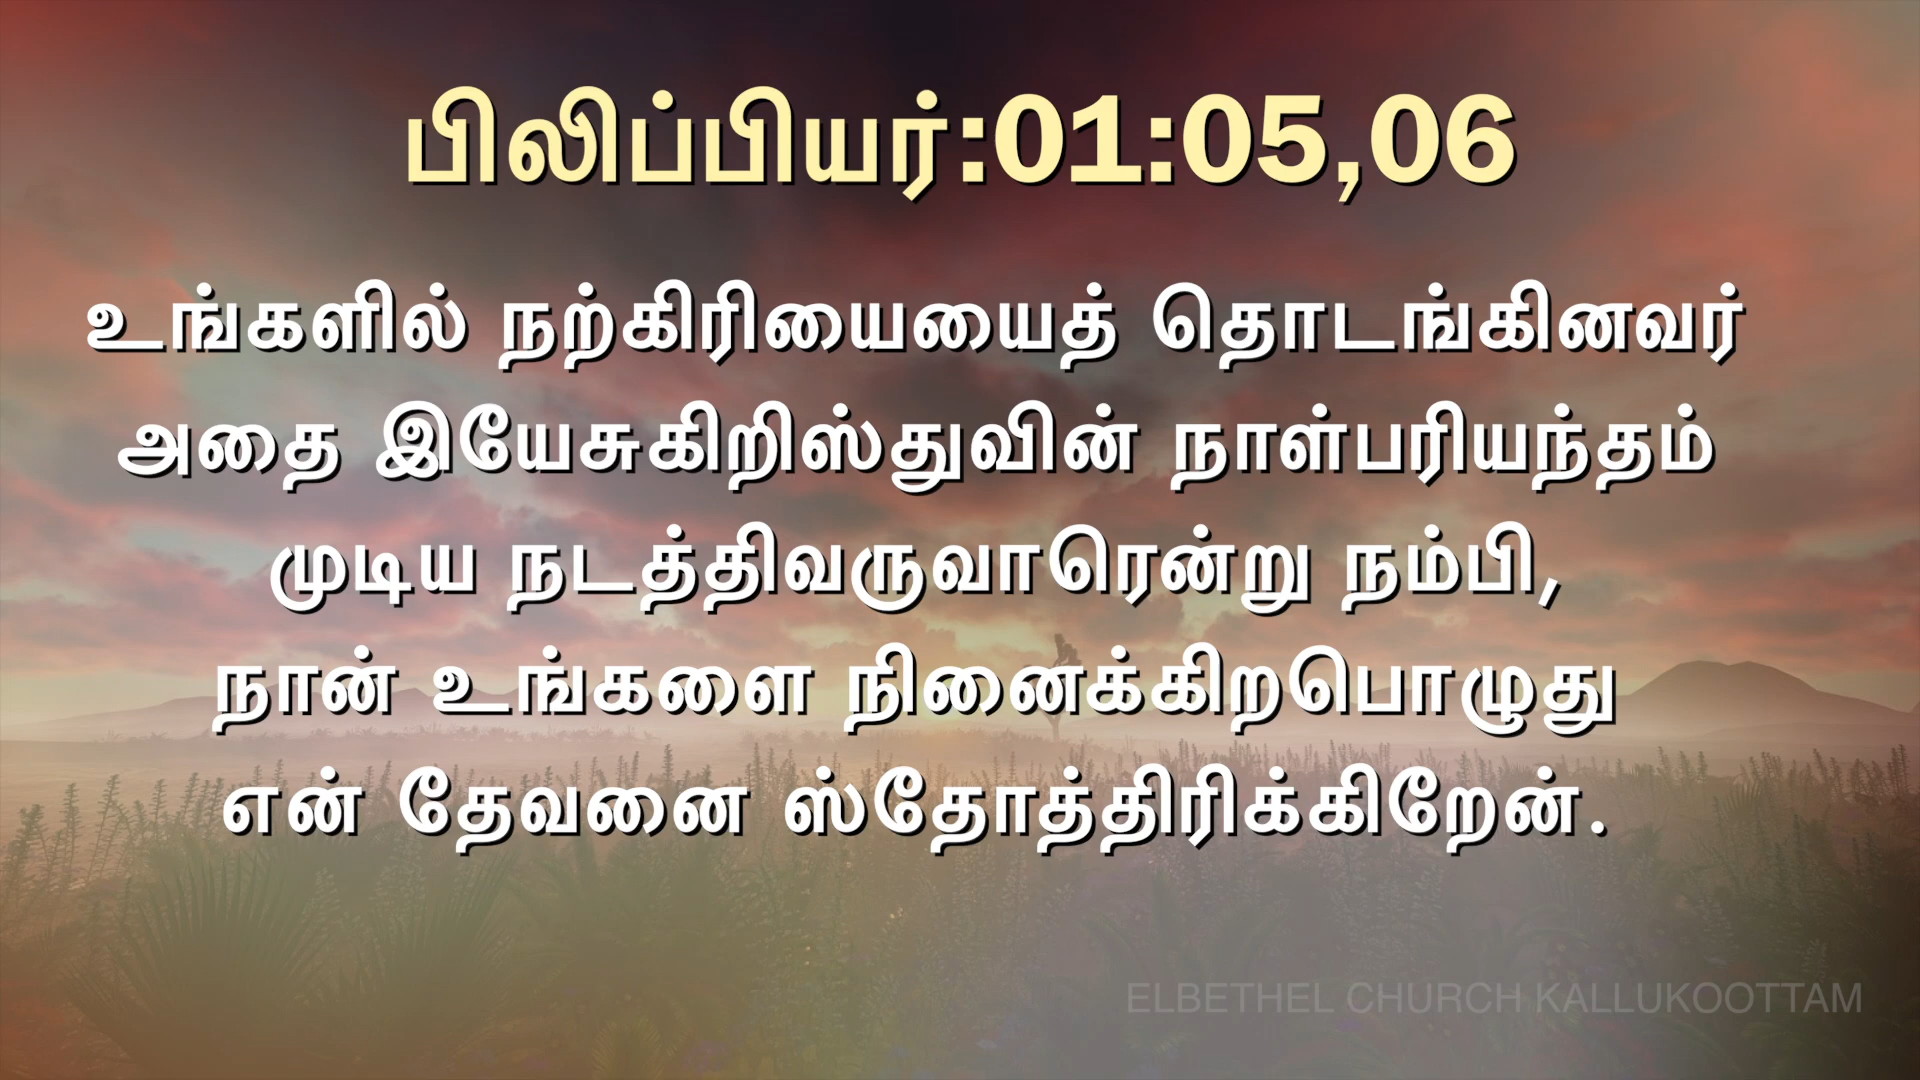 பிலிப்பியர்:01:05,06
உங்களில் நற்கிரியையைத் தொடங்கினவர்
அதை இயேசுகிறிஸ்துவின் நாள்பரியந்தம்
முடிய நடத்திவருவாரென்று நம்பி,
நான் உங்களை நினைக்கிறபொழுது
என் தேவனை ஸ்தோத்திரிக்கிறேன்.
ELBETHEL CHURCH KALLUKOOTTAM